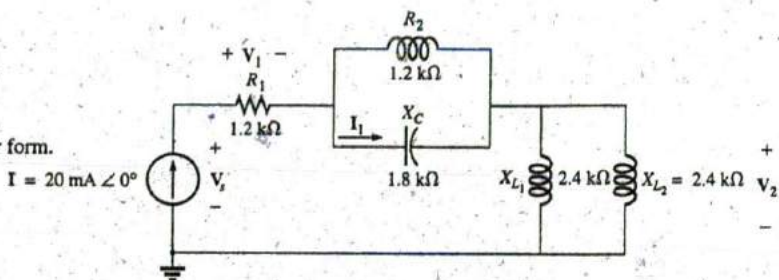 R2
+ V1 −
R1
1.2 kΩ
1.2 kΩ
I1
XC
1.8 kΩ
r form.
I = 20 mA ∠ 0°
+
Vs
−
XL1
2.4 kΩ
XL2 = 2.4 kΩ
+
V2
−